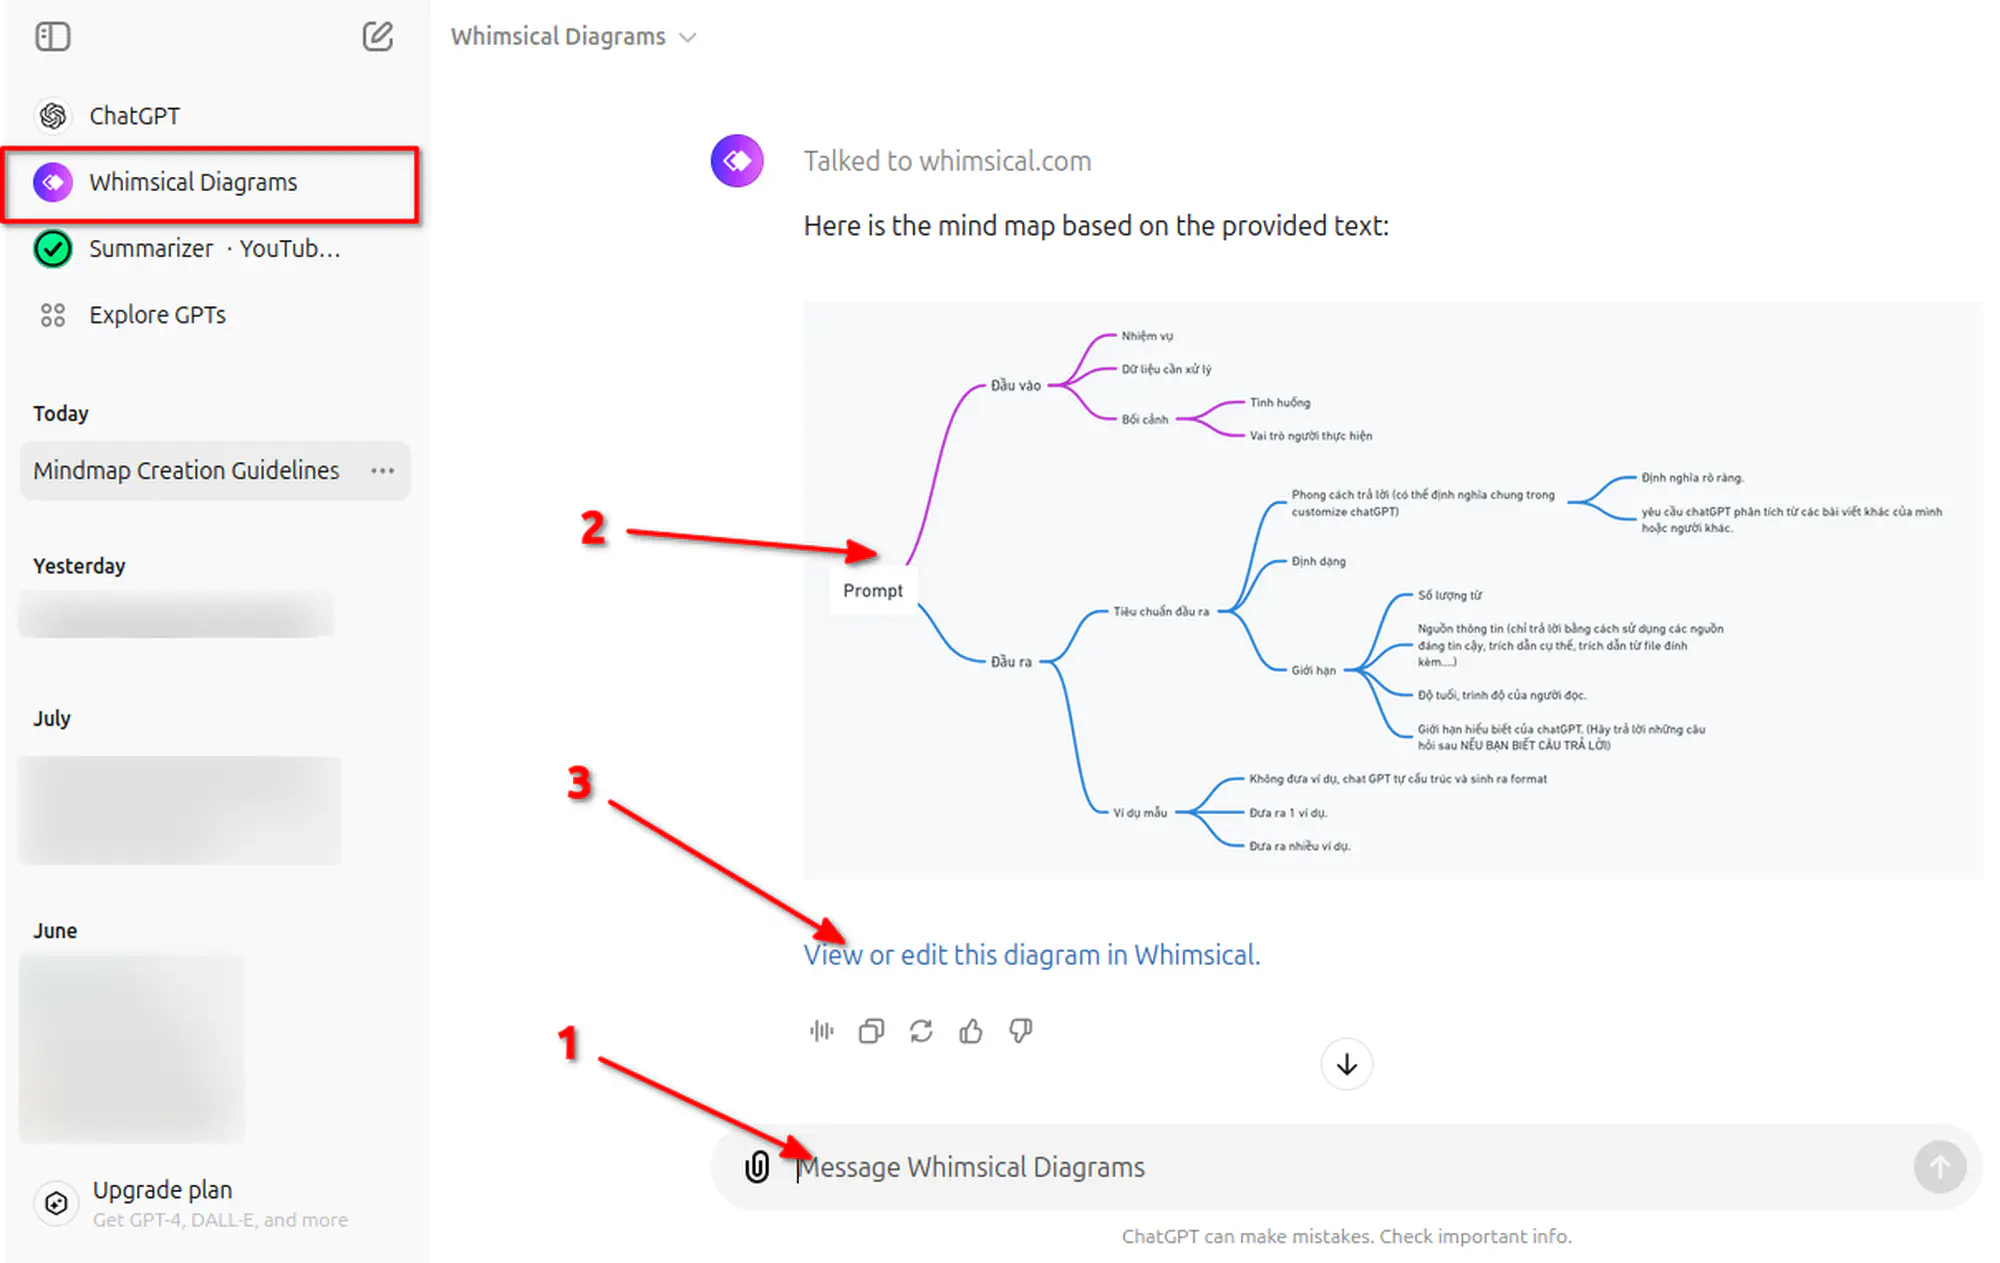 Whimsical Diagrams
ChatGPT
Whimsical Diagrams
Summarizer · YouTub...
Explore GPTs
Today
Mindmap Creation Guidelines
Yesterday
July
June
Upgrade plan
Get GPT-4, DALL·E, and more
Talked to whimsical.com
Here is the mind map based on the provided text:
Prompt
Đầu vào
Nhiệm vụ
Dữ liệu cần xử lý
Bối cảnh
Tình huống
Vai trò người thực hiện
Đầu ra
Tiêu chuẩn đầu ra
Phong cách trả lời (có thể định nghĩa chung trong
customize chatGPT)
Định nghĩa rõ ràng.
yêu cầu chatGPT phân tích từ các bài viết khác của mình
hoặc người khác.
Định dạng
Giới hạn
Số lượng từ
Nguồn thông tin (chỉ trả lời bằng cách sử dụng các nguồn
đáng tin cậy, trích dẫn cụ thể, trích dẫn từ file đính
kèm....)
Độ tuổi, trình độ của người đọc.
Giới hạn hiểu biết của chatGPT. (Hãy trả lời những câu
hỏi sau NẾU BẠN BIẾT CÂU TRẢ LỜI)
Ví dụ mẫu
Không đưa ví dụ, chat GPT tự cấu trúc và sinh ra format
Đưa ra 1 ví dụ.
Đưa ra nhiều ví dụ.
2
3
View or edit this diagram in Whimsical.
1
Message Whimsical Diagrams
ChatGPT can make mistakes. Check important info.